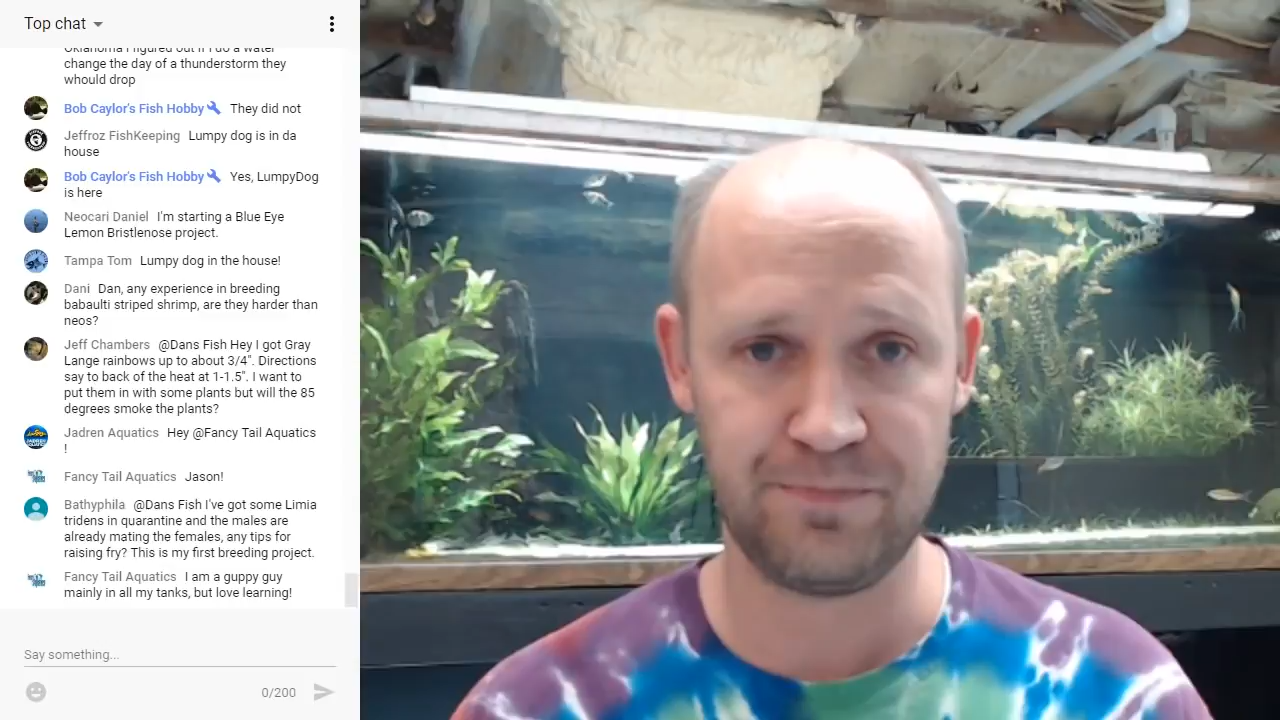 Top chat
Oklahoma I figured out if I do a water
change the day of a thunderstorm they
whould drop
Bob Caylor's Fish Hobby They did not
Jeffroz FishKeeping Lumpy dog is in da
house
Bob Caylor's Fish Hobby Yes, LumpyDog
is here
Neocari Daniel I'm starting a Blue Eye
Lemon Bristlenose project.
Tampa Tom Lumpy dog in the house!
Dani Dan, any experience in breeding
babaulti striped shrimp, are they harder than
neos?
Jeff Chambers @Dans Fish Hey I got Gray
Lange rainbows up to about 3/4". Directions
say to back of the heat at 1-1.5". I want to
put them in with some plants but will the 85
degrees smoke the plants?
Jadren Aquatics Hey @Fancy Tail Aquatics
!
Fancy Tail Aquatics Jason!
Bathyphila @Dans Fish I've got some Limia
tridens in quarantine and the males are
already mating the females, any tips for
raising fry? This is my first breeding project.
Fancy Tail Aquatics I am a guppy guy
mainly in all my tanks, but love learning!
Say something...
0/200